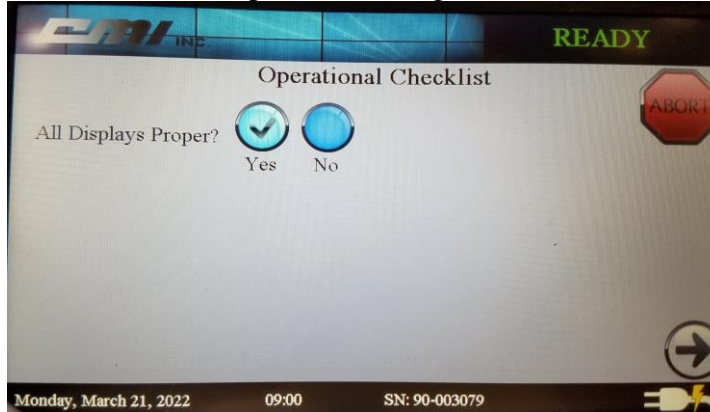 CMI INC.
READY
Operational Checklist
ABORT
All Displays Proper?
Yes No
Monday, March 21, 2022 09:00 SN: 90-003079